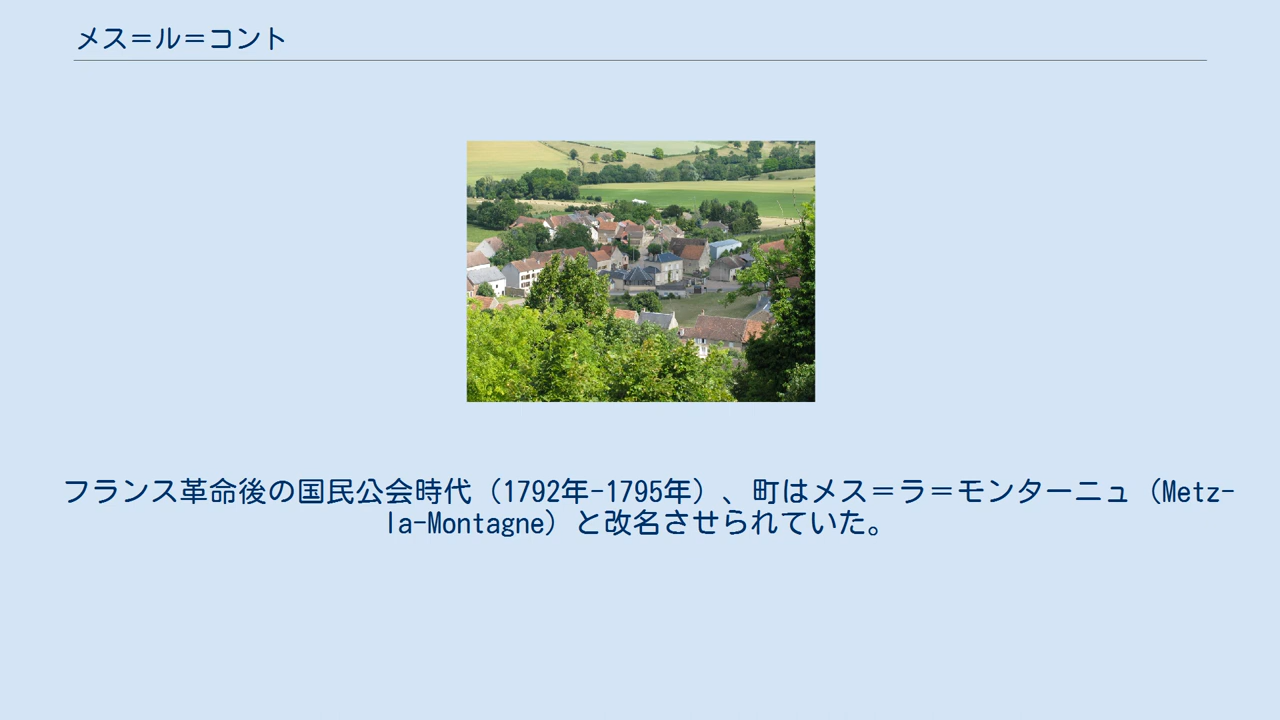 メス＝ル＝コント
フランス革命後の国民公会時代（1792年-1795年）、町はメス＝ラ＝モンターニュ（Metz-
la-Montagne）と改名させられていた。